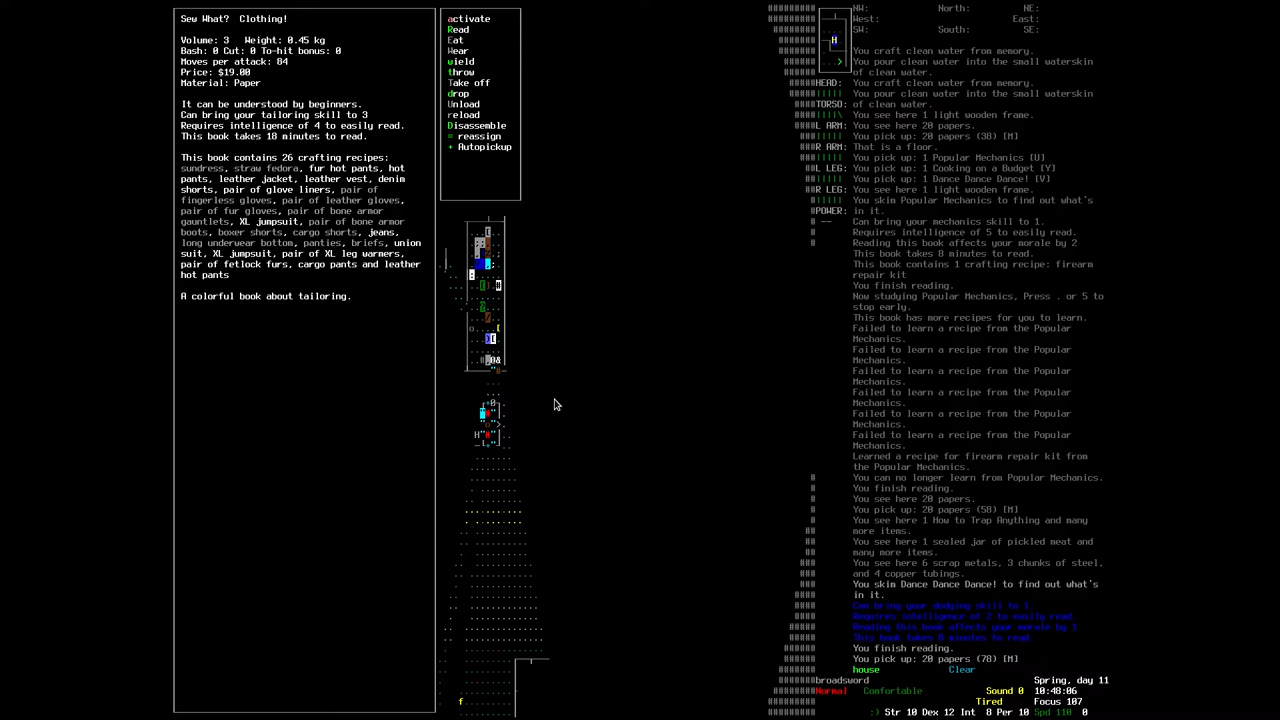 Sew What?  Clothing!
Volume: 3  Weight: 0.45 kg
Bash: 0 Cut: 0 To-hit bonus: 0
Moves per attack: 84
Price: $19.00
Material: Paper
It can be understood by beginners.
Can bring your tailoring skill to 3
Requires intelligence of 4 to easily read.
This book takes 18 minutes to read.
This book contains 26 crafting recipes:
sundress, straw fedora, fur hot pants, hot
pants, leather jacket, leather vest, denim
shorts, pair of glove liners, pair of
fingerless gloves, pair of leather gloves,
pair of fur gloves, pair of bone armor
gauntlets, XL jumpsuit, pair of bone armor
boots, boxer shorts, cargo shorts, jeans,
long underwear bottom, panties, briefs, union
suit, XL jumpsuit, pair of XL leg warmers,
pair of fetlock furs, cargo pants and leather
hot pants
A colorful book about tailoring.
activate
Read
Eat
Wear
wield
throw
Take off
drop
Unload
reload
Disassemble
= reassign
+ Autopickup
NW: North: NE:
West: East:
SW: South: SE:
HEAD:
TORSO:
L ARM:
R ARM:
L LEG:
R LEG:
POWER: --
You craft clean water from memory.
You pour clean water into the small waterskin
of clean water.
You craft clean water from memory.
You pour clean water into the small waterskin
of clean water.
You see here 1 light wooden frame.
You see here 20 papers.
You pick up: 20 papers (38) [M]
That is a floor.
You pick up: 1 Popular Mechanics [U]
You pick up: 1 Cooking on a Budget [Y]
You pick up: 1 Dance Dance Dance! [V]
You see here 1 light wooden frame.
You skim Popular Mechanics to find out what's
in it.
Can bring your mechanics skill to 1.
Requires intelligence of 5 to easily read.
Reading this book affects your morale by 2
This book takes 8 minutes to read.
This book contains 1 crafting recipe: firearm
repair kit
You finish reading.
Now studying Popular Mechanics, Press . or 5 to
stop early.
This book has more recipes for you to learn.
Failed to learn a recipe from the Popular
Mechanics.
Failed to learn a recipe from the Popular
Mechanics.
Failed to learn a recipe from the Popular
Mechanics.
Failed to learn a recipe from the Popular
Mechanics.
Failed to learn a recipe from the Popular
Mechanics.
Failed to learn a recipe from the Popular
Mechanics.
Learned a recipe for firearm repair kit from
the Popular Mechanics.
You can no longer learn from Popular Mechanics.
You finish reading.
You see here 20 papers.
You pick up: 20 papers (58) [M]
You see here 1 How to Trap Anything and many
more items.
You see here 1 sealed jar of pickled meat and
many more items.
You see here 6 scrap metals, 3 chunks of steel,
and 4 copper tubings.
You skim Dance Dance Dance! to find out what's
in it.
Can bring your dodging skill to 1
Requires intelligence of 2 to easily read.
Reading this book affects your morale by 1
This book takes 8 minutes to read
You finish reading.
You pick up: 20 papers (78) [M]
house Clear
broadsword Spring, day 11
Normal Comfortable Sound 0 10:48:06
Tired Focus 107
:) Str 10 Dex 12 Int  8 Per 10 Spd 110  0